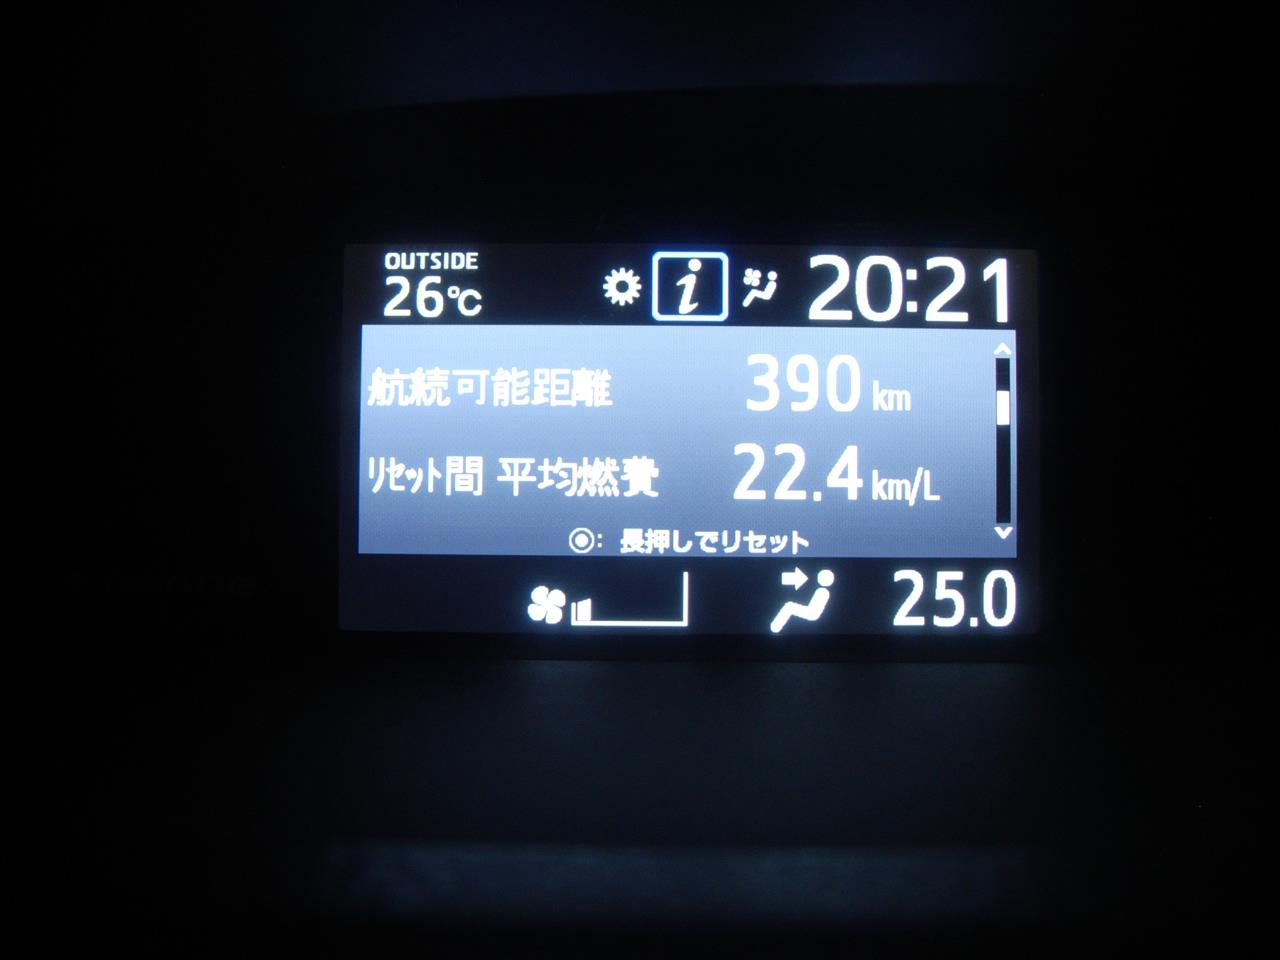 OUTSIDE
26℃
i
20:21
航続可能距離 390 km
ﾘｾｯﾄ間 平均燃費 22.4 km/L
◎: 長押しでリセット
25.0